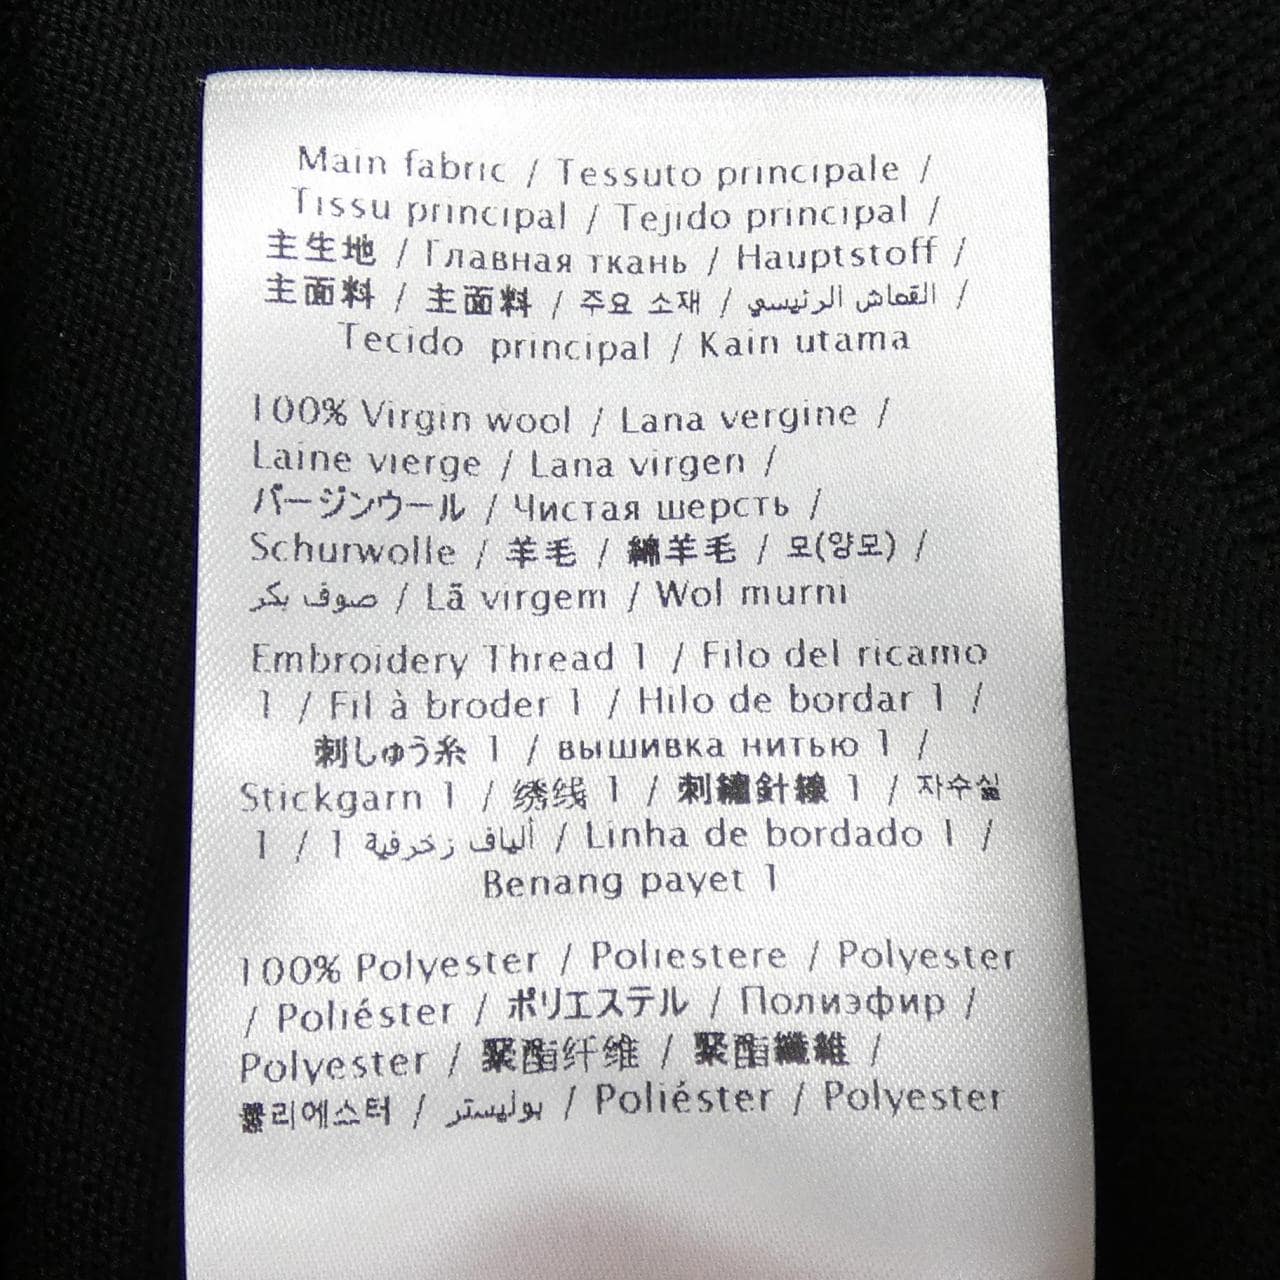 Main fabric / Tessuto principale /
Tissu principal / Tejido principal /
主生地 / Главная ткань / Hauptstoff /
主面料 / 主面料 / 주요 소재 / القماش الرئيسي /
Tecido principal / Kain utama
100% Virgin wool / Lana vergine /
Laine vierge / Lana virgen /
バージンウール / Чистая шерсть /
Schurwolle / 羊毛 / 綿羊毛 / 모(양모) /
صوف بكر / Lã virgem / Wol murni
Embroidery Thread 1 / Filo del ricamo
1 / Fil à broder 1 / Hilo de bordar 1 /
刺しゅう糸 1 / вышивка нитью 1 /
Stickgarn 1 / 绣线 1 / 刺繡針線 1 / 자수실
1 / 1 ألياف زخرفية / Linha de bordado 1 /
Benang payet 1
100% Polyester / Poliestere / Polyester
/ Poliéster / ポリエステル / Полиэфир /
Polyester / 聚酯纤维 / 聚酯纖維 /
폴리에스터 / بوليستر / Poliéster / Polyester